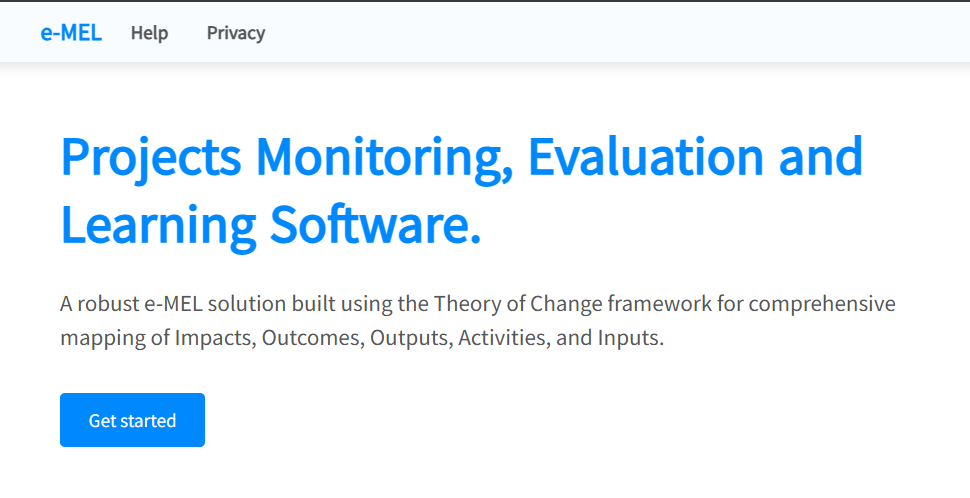 e-MEL Help Privacy
Projects Monitoring, Evaluation and
Learning Software.
A robust e-MEL solution built using the Theory of Change framework for comprehensive
mapping of Impacts, Outcomes, Outputs, Activities, and Inputs.
Get started